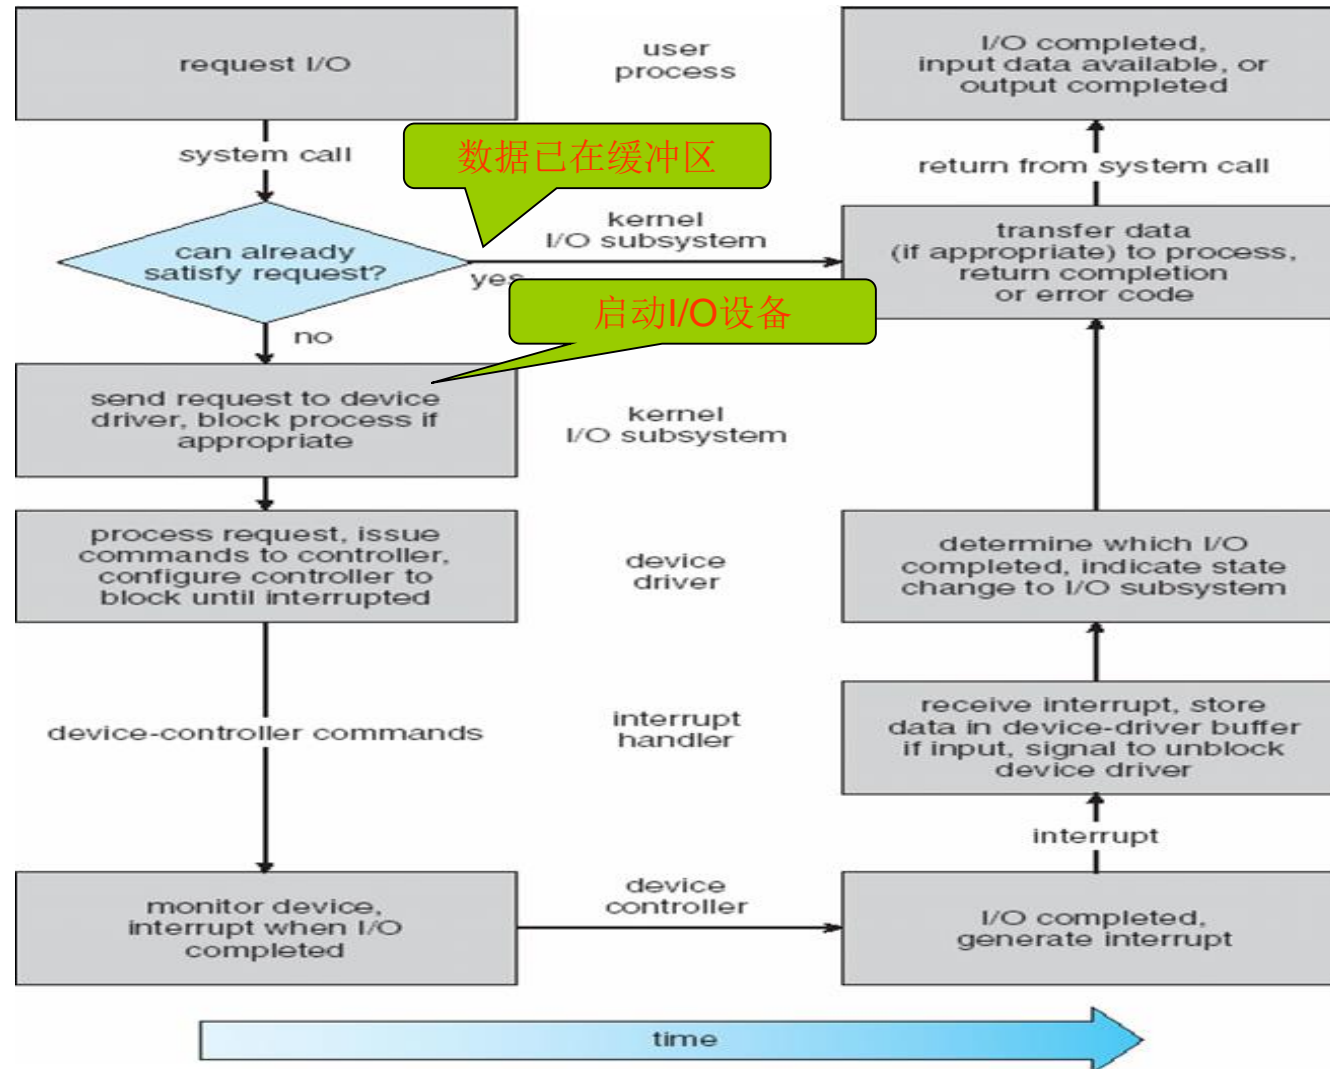 request I/O
user
process
I/O completed,
input data available, or
output completed
system call
数据已在缓冲区
return from system call
can already
satisfy request?
kernel
I/O subsystem
yes
transfer data
(if appropriate) to process,
return completion
or error code
启动I/O设备
no
send request to device
driver, block process if
appropriate
kernel
I/O subsystem
process request, issue
commands to controller,
configure controller to
block until interrupted
device
driver
determine which I/O
completed, indicate state
change to I/O subsystem
device-controller commands
interrupt
handler
receive interrupt, store
data in device-driver buffer
if input, signal to unblock
device driver
interrupt
monitor device,
interrupt when I/O
completed
device
controller
I/O completed,
generate interrupt
time